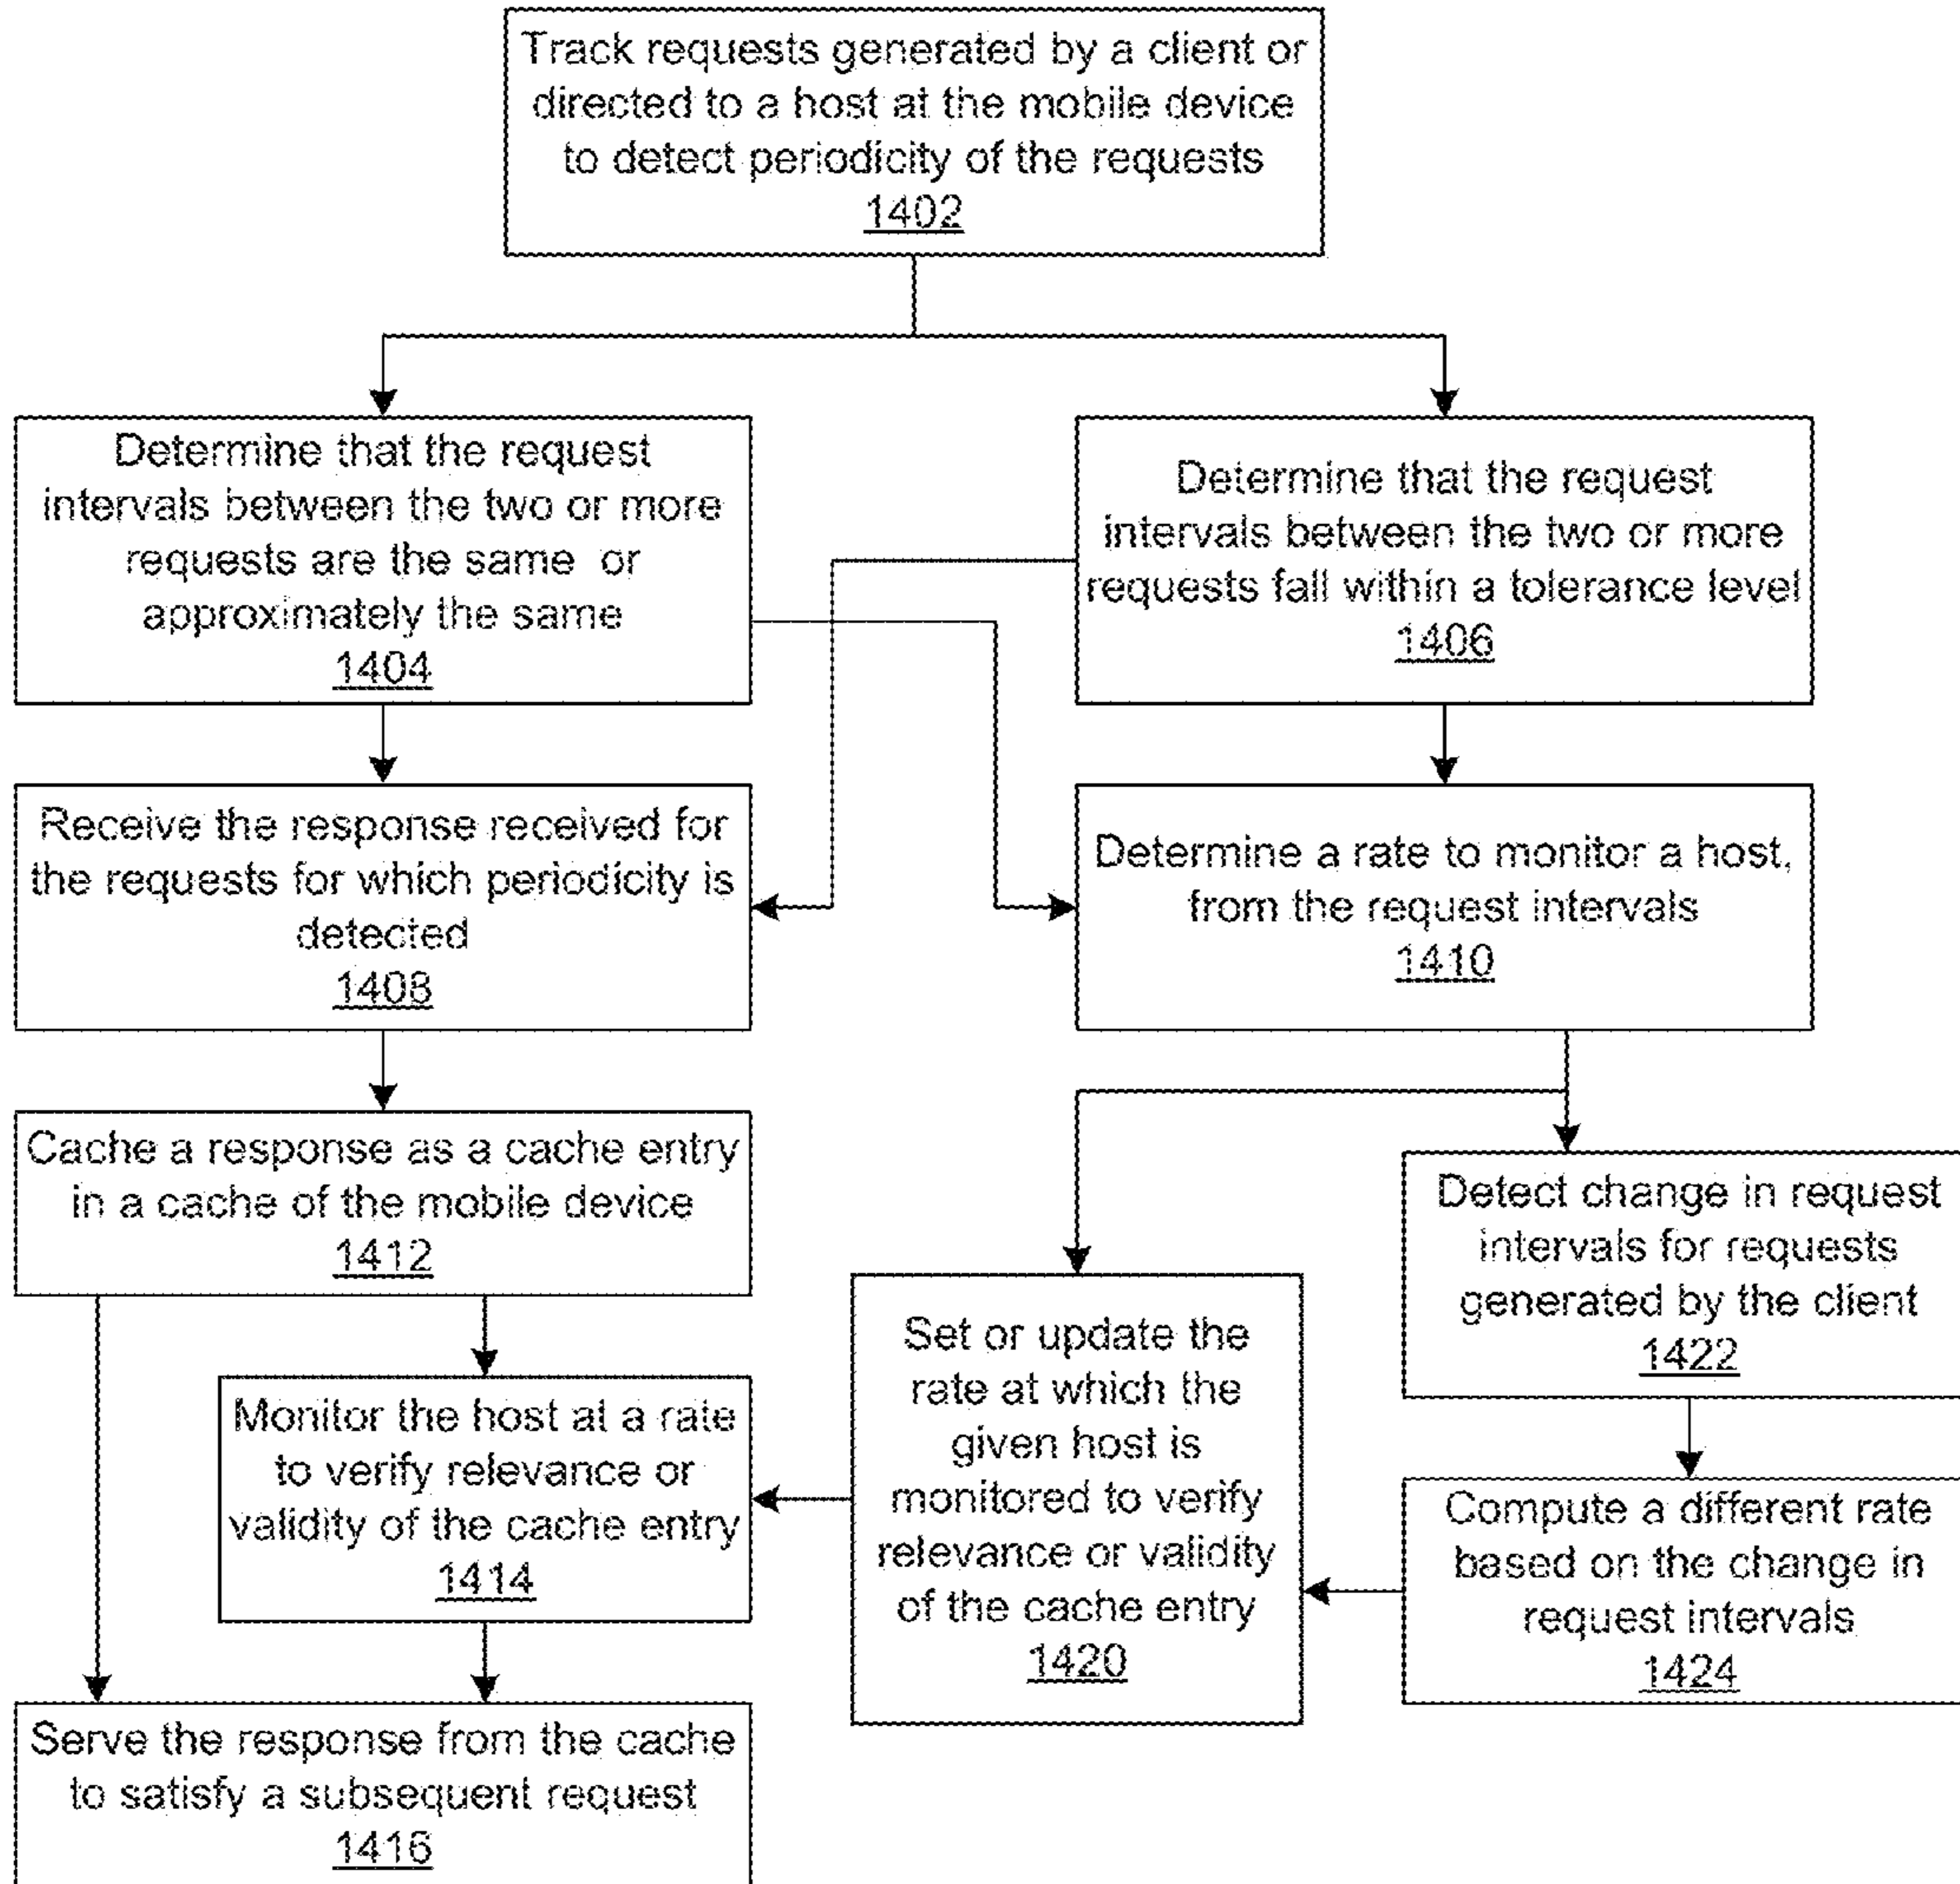 Track requests generated by a client or
directed to a host at the mobile device
to detect periodicity of the requests
1402
Determine that the request
intervals between the two or more
requests are the same or
approximately the same
1404
Determine that the request
intervals between the two or more
requests fall within a tolerance level
1406
Receive the response received for
the requests for which periodicity is
detected
1408
Determine a rate to monitor a host,
from the request intervals
1410
Cache a response as a cache entry
in a cache of the mobile device
1412
Detect change in request
intervals for requests
generated by the client
1422
Set or update the
rate at which the
given host is
monitored to verify
relevance or validity
of the cache entry
1420
Monitor the host at a rate
to verify relevance or
validity of the cache entry
1414
Compute a different rate
based on the change in
request intervals
1424
Serve the response from the cache
to satisfy a subsequent request
1416